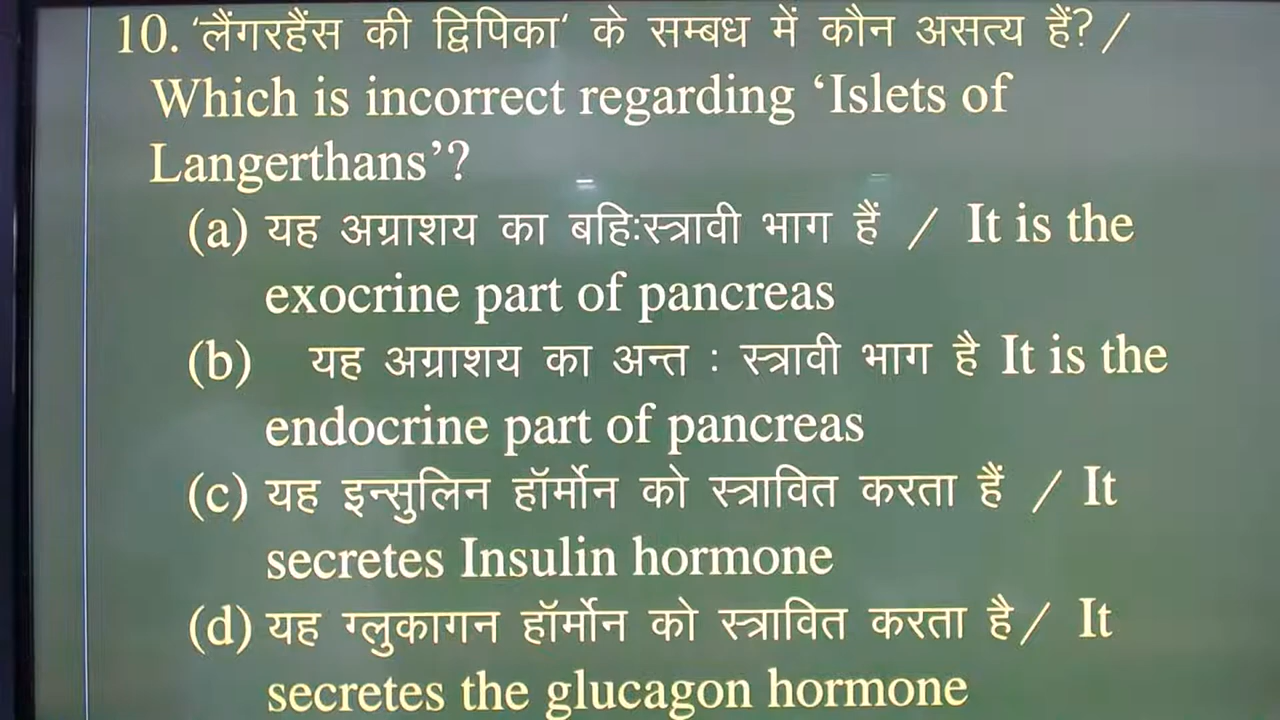 10. ‘लैंगरहैंस की द्विपिका‘ के सम्बध में कौन असत्य हैं? /
Which is incorrect regarding ‘Islets of
Langerthans’?
(a) यह अग्राशय का बहिःस्त्रावी भाग हैं / It is the
exocrine part of pancreas
(b) यह अग्राशय का अन्त : स्त्रावी भाग है It is the
endocrine part of pancreas
(c) यह इन्सुलिन हॉर्मोन को स्त्रावित करता हैं / It
secretes Insulin hormone
(d) यह ग्लुकागन हॉर्मोन को स्त्रावित करता है/ It
secretes the glucagon hormone